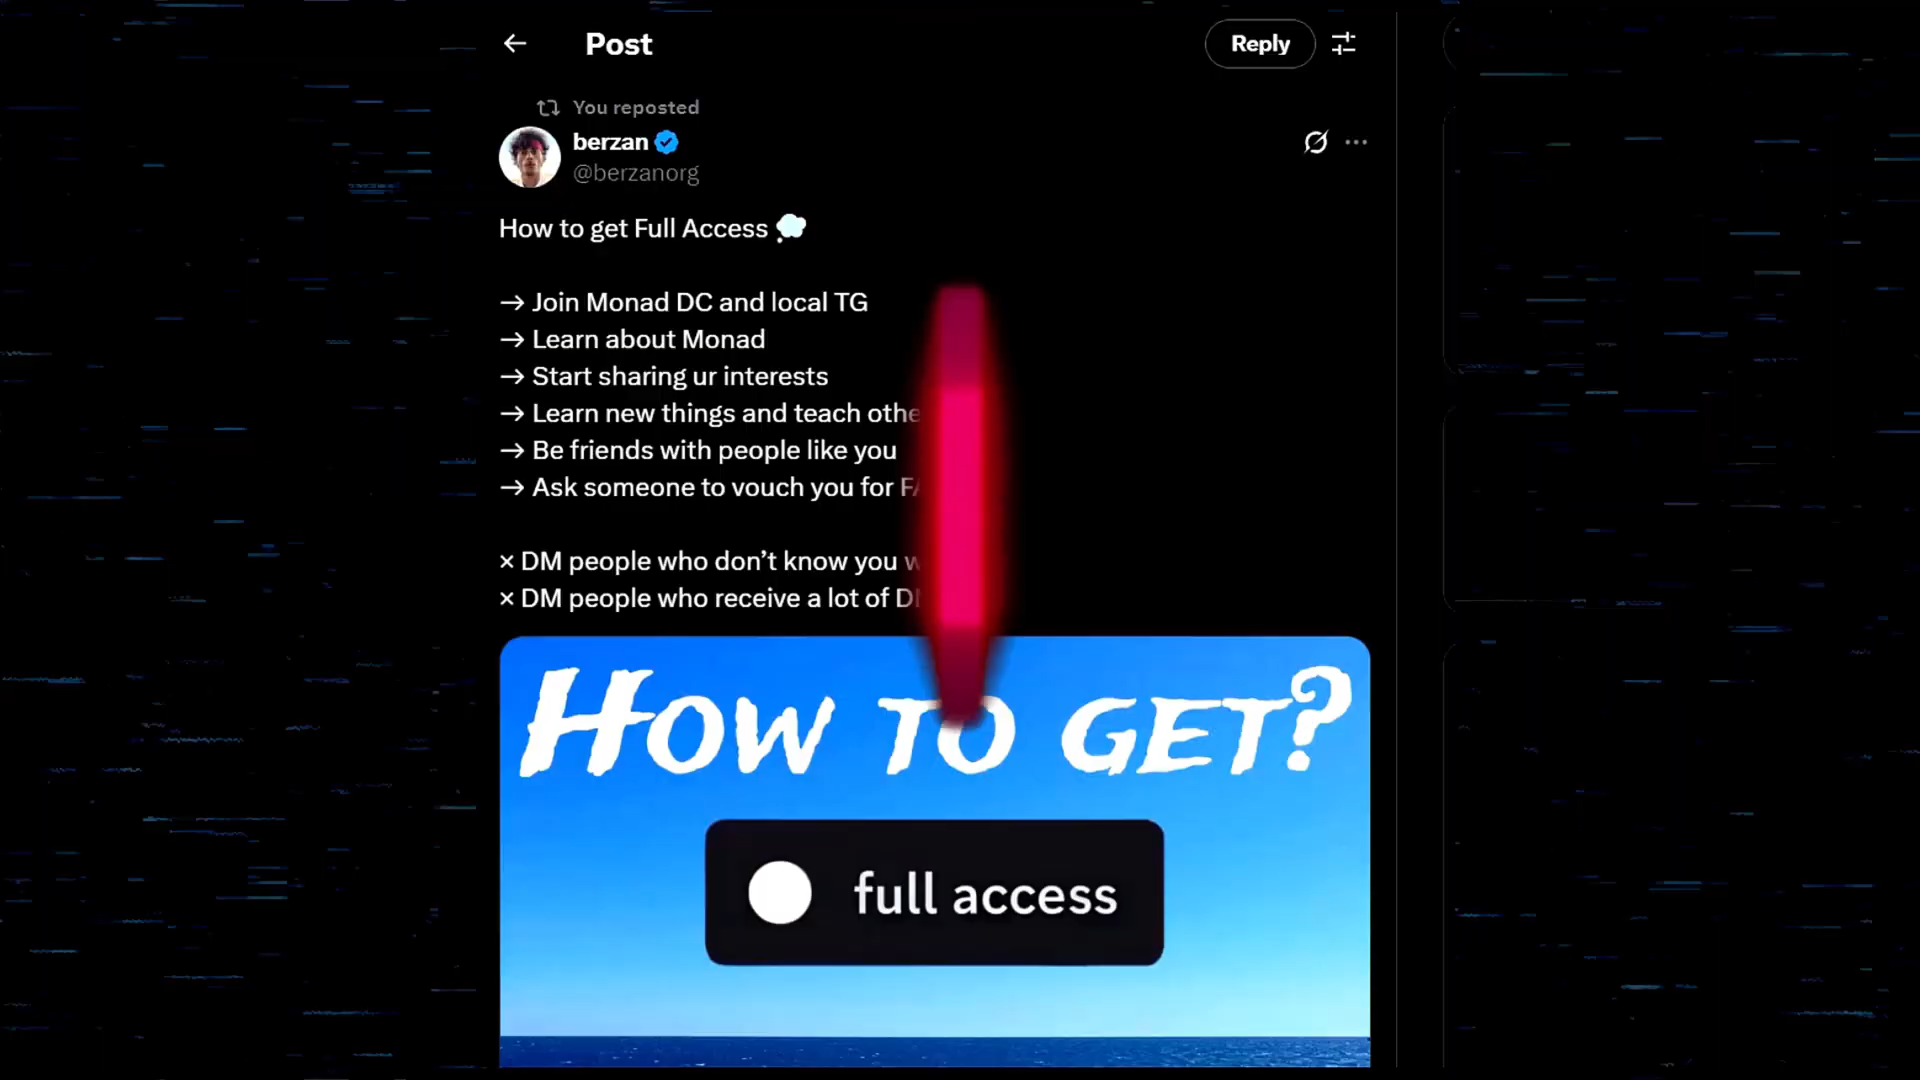 Post
Reply
You reposted
berzan
@berzanorg
How to get Full Access
→ Join Monad DC and local TG
→ Learn about Monad
→ Start sharing ur interests
→ Learn new things and teach
→ Be friends with people like you
→ Ask someone to vouch you for
× DM people who don’t know you
× DM people who receive a lot of
How to get?
full access